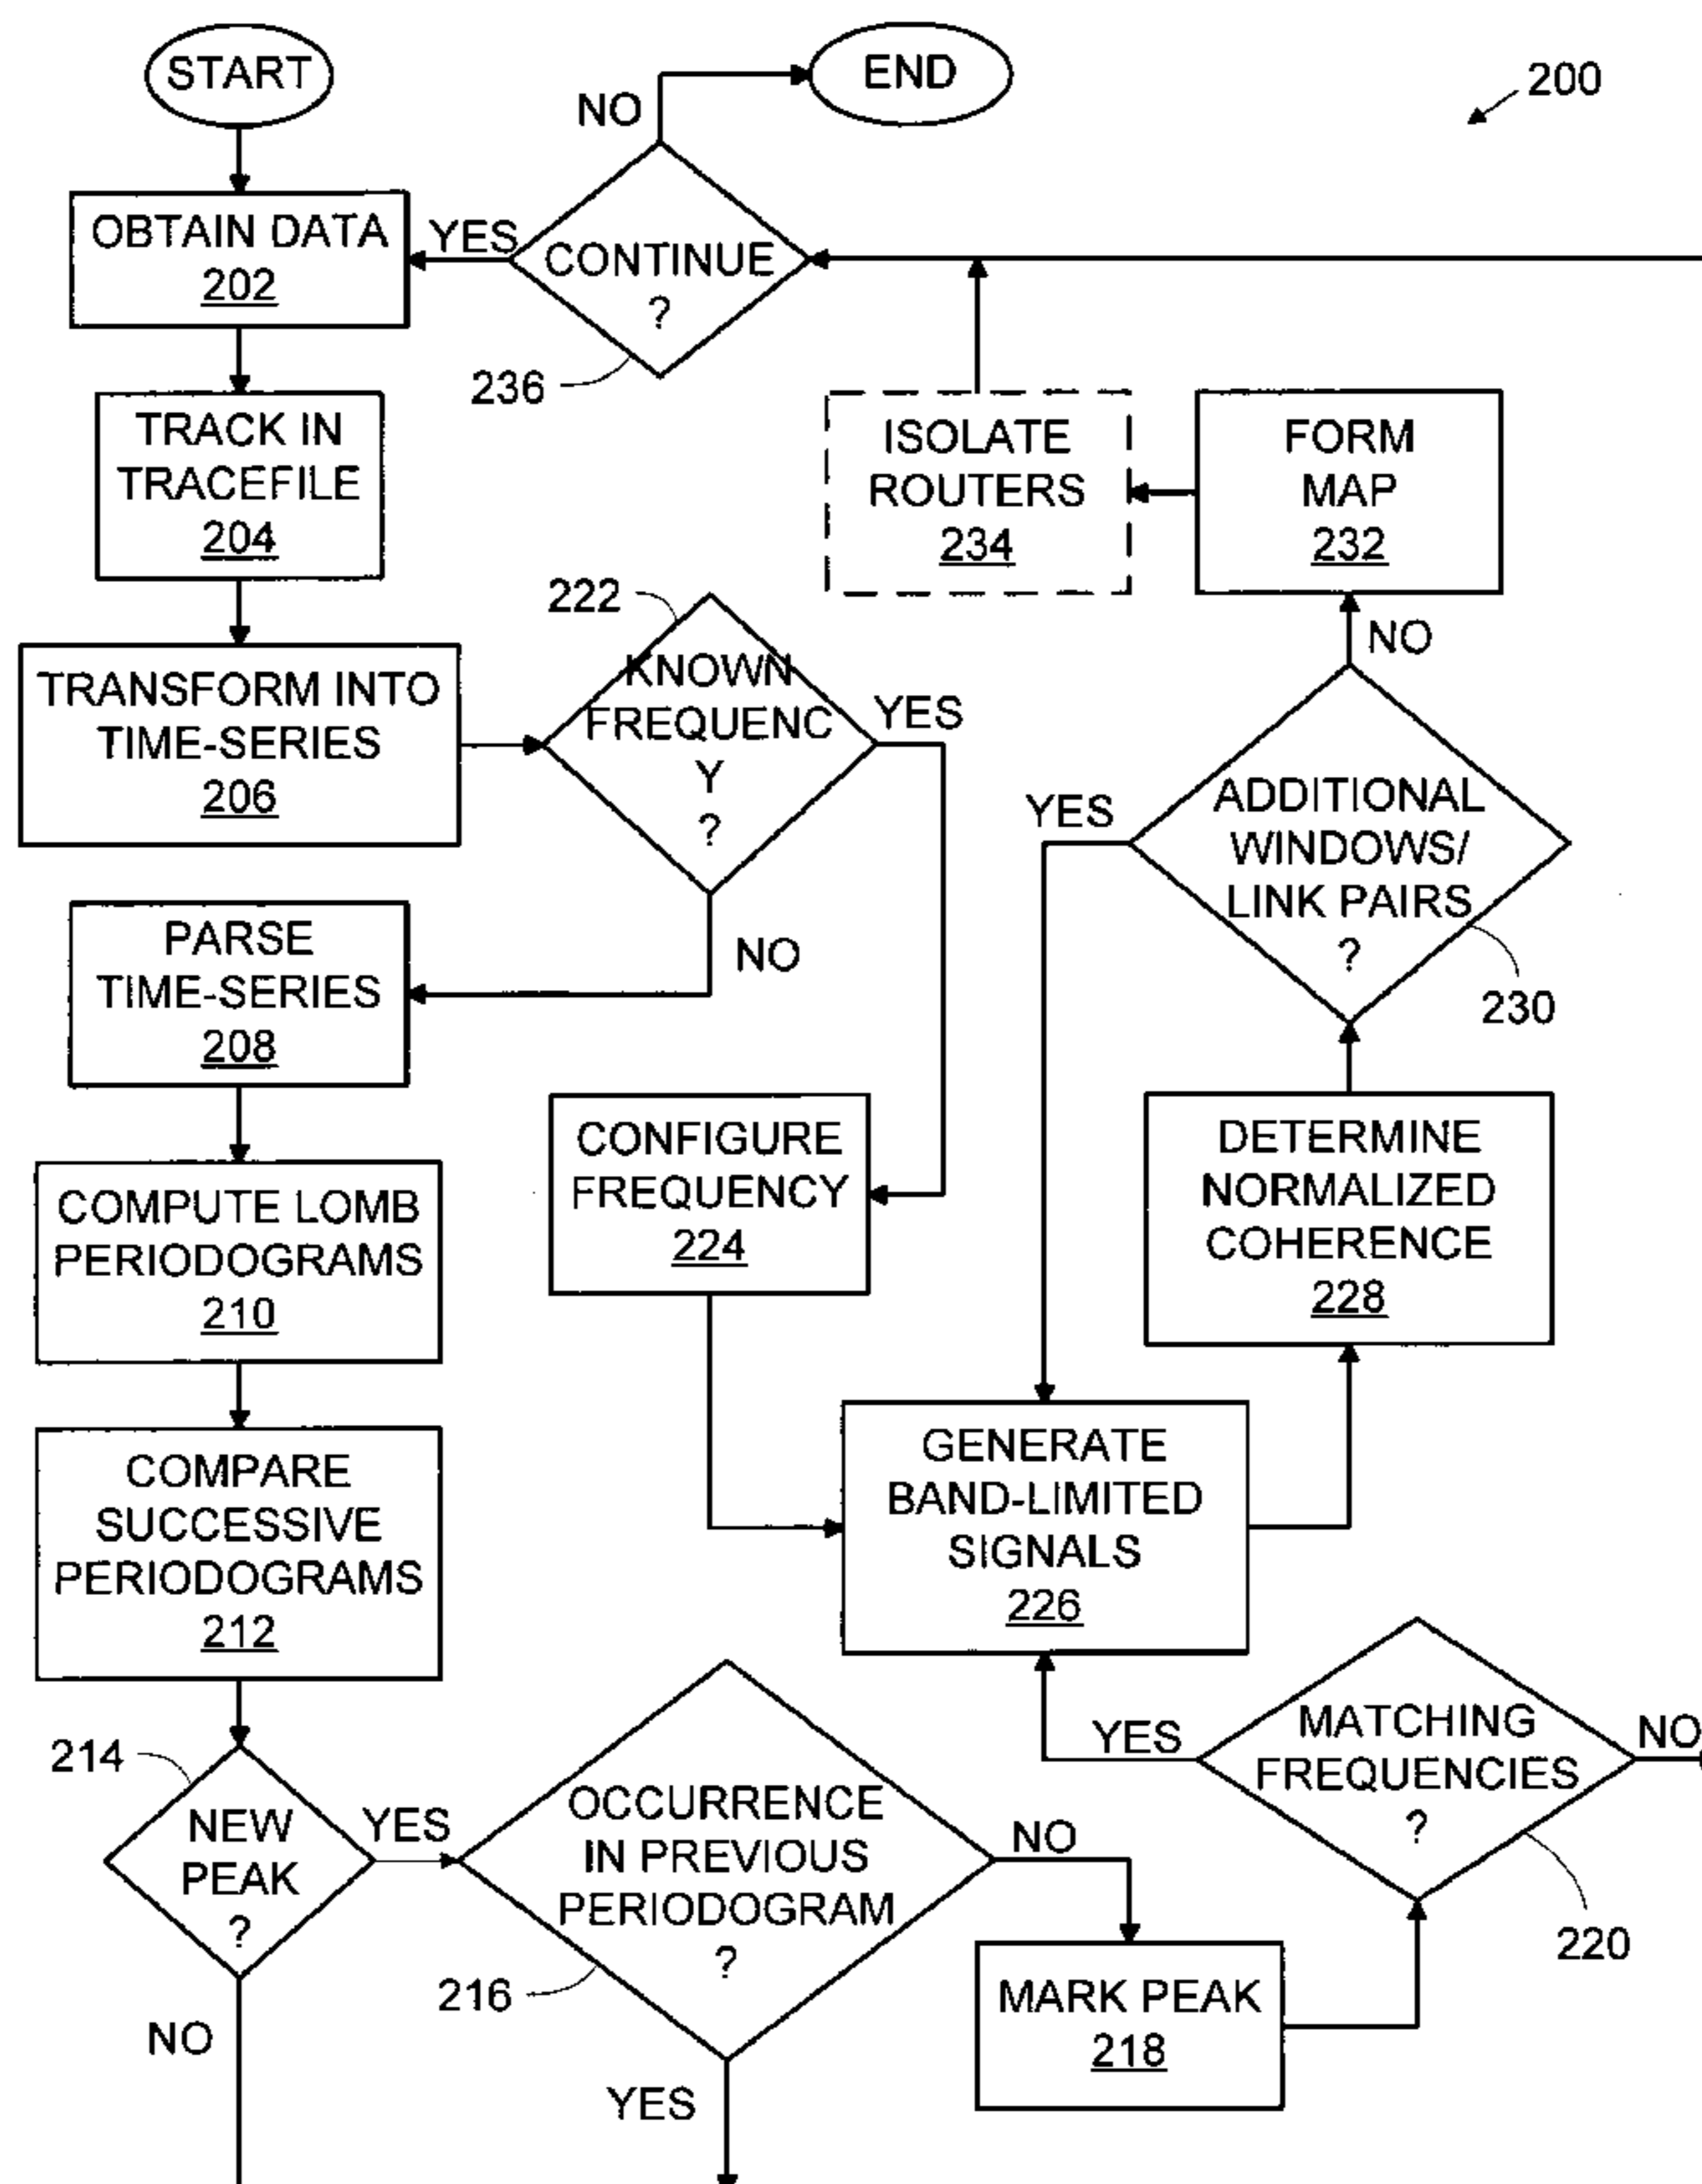 START
NO
END
200
OBTAIN DATA
202
YES
CONTINUE
?
236
TRACK IN
TRACEFILE
204
ISOLATE
ROUTERS
234
FORM
MAP
232
222
NO
TRANSFORM INTO
TIME-SERIES
206
KNOWN
FREQUENC
Y
?
YES
YES
ADDITIONAL
WINDOWS/
LINK PAIRS
?
230
PARSE
TIME-SERIES
208
NO
CONFIGURE
FREQUENCY
224
DETERMINE
NORMALIZED
COHERENCE
228
COMPUTE LOMB
PERIODOGRAMS
210
COMPARE
SUCCESSIVE
PERIODOGRAMS
212
GENERATE
BAND-LIMITED
SIGNALS
226
214
NEW
PEAK
?
YES
OCCURRENCE
IN PREVIOUS
PERIODOGRAM
?
216
NO
YES
MATCHING
FREQUENCIES
?
NO
220
MARK PEAK
218
NO
YES